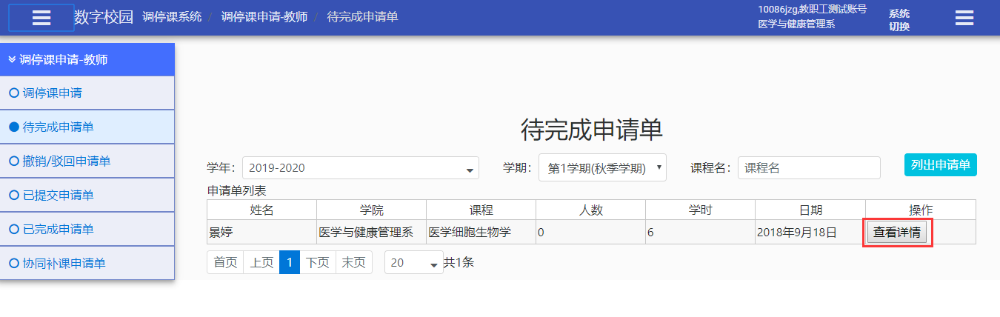 数字校园 调停课系统 / 调停课申请-教师 / 待完成申请单
10086jzg,教职工测试账号
医学与健康管理系
系统
切换
调停课申请-教师
调停课申请
待完成申请单
撤销/驳回申请单
已提交申请单
已完成申请单
协同补课申请单
待完成申请单
学年: 2019-2020 学期: 第1学期(秋季学期) 课程名: 课程名 列出申请单
申请单列表
姓名 学院 课程 人数 学时 日期 操作
景婷 医学与健康管理系 医学细胞生物学 0 6 2018年9月18日 查看详情
首页 上页 1 下页 末页 20 共1条